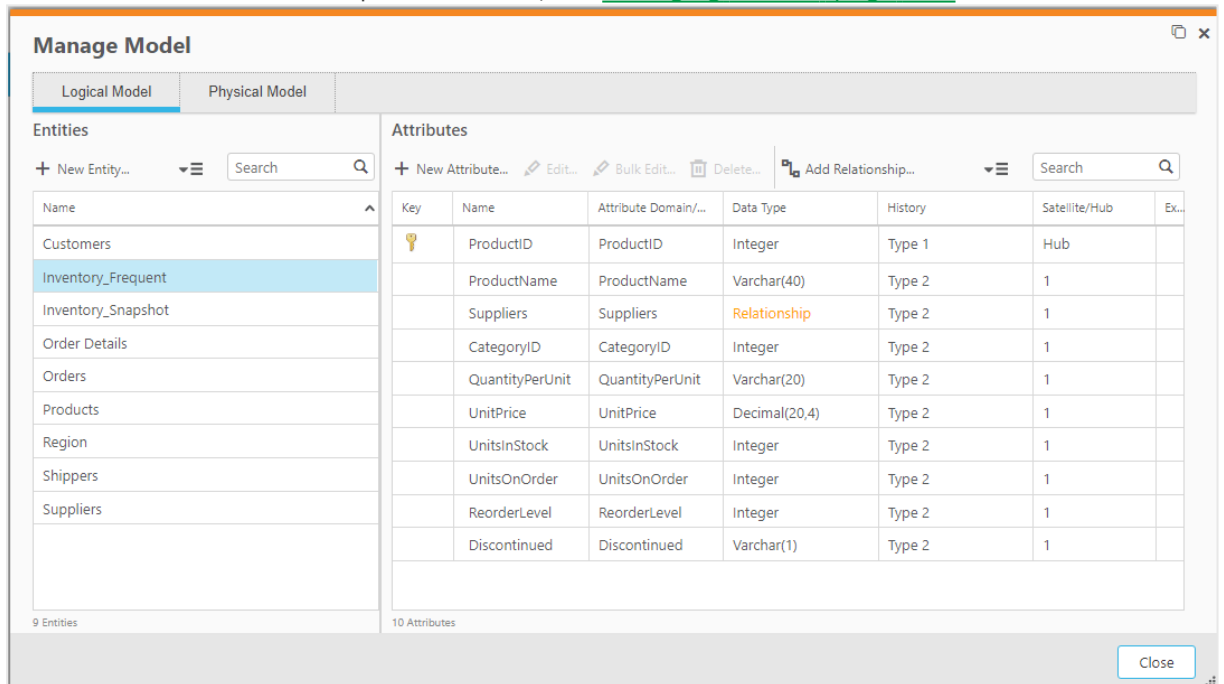 Manage Model
Logical Model Physical Model
Entities
+ New Entity... Search
Name
Customers
Inventory_Frequent
Inventory_Snapshot
Order Details
Orders
Products
Region
Shippers
Suppliers
9 Entities
Attributes
+ New Attribute... Edit... Bulk Edit... Delete... Add Relationship... Search
Key Name Attribute Domain/... Data Type History Satellite/Hub Ex...
ProductID ProductID Integer Type 1 Hub
ProductName ProductName Varchar(40) Type 2 1
Suppliers Suppliers Relationship Type 2 1
CategoryID CategoryID Integer Type 2 1
QuantityPerUnit QuantityPerUnit Varchar(20) Type 2 1
UnitPrice UnitPrice Decimal(20,4) Type 2 1
UnitsInStock UnitsInStock Integer Type 2 1
UnitsOnOrder UnitsOnOrder Integer Type 2 1
ReorderLevel ReorderLevel Integer Type 2 1
Discontinued Discontinued Varchar(1) Type 2 1
10 Attributes
Close